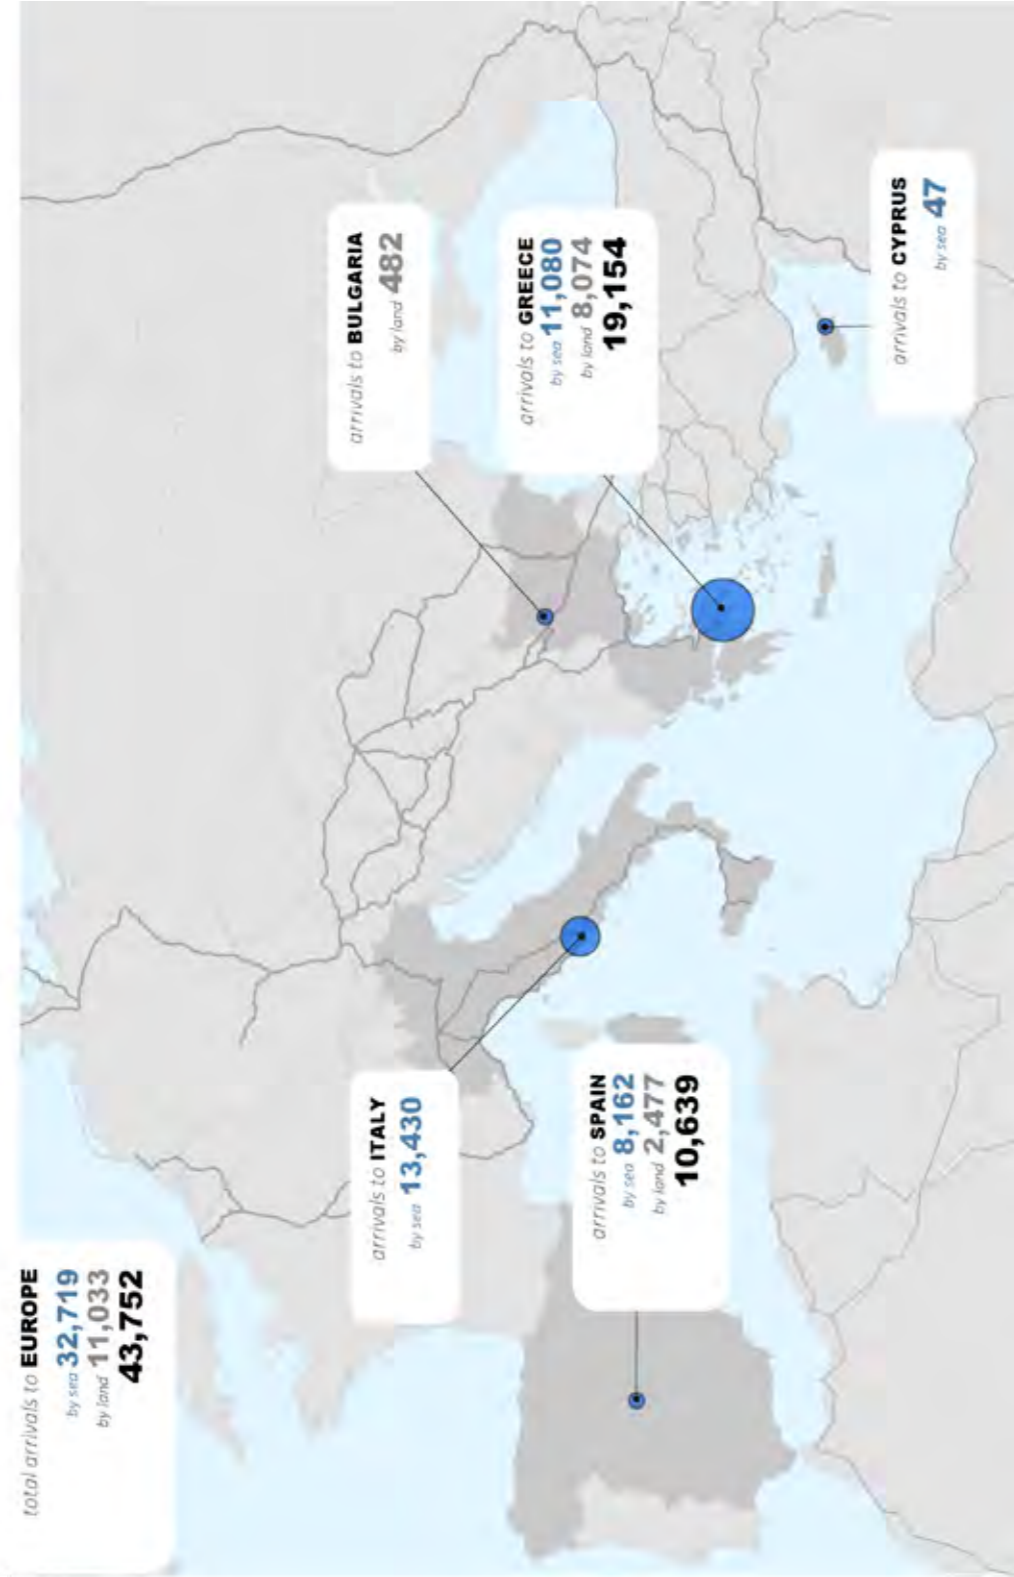 total arrivals to EUROPE
by sea 32,719
by land 11,033
43,752
arrivals to ITALY
by sea 13,430
arrivals to SPAIN
by sea 8,162
by land 2,477
10,639
arrivals to BULGARIA
by land 482
arrivals to GREECE
by sea 11,080
by land 8,074
19,154
arrivals to CYPRUS
by sea 47